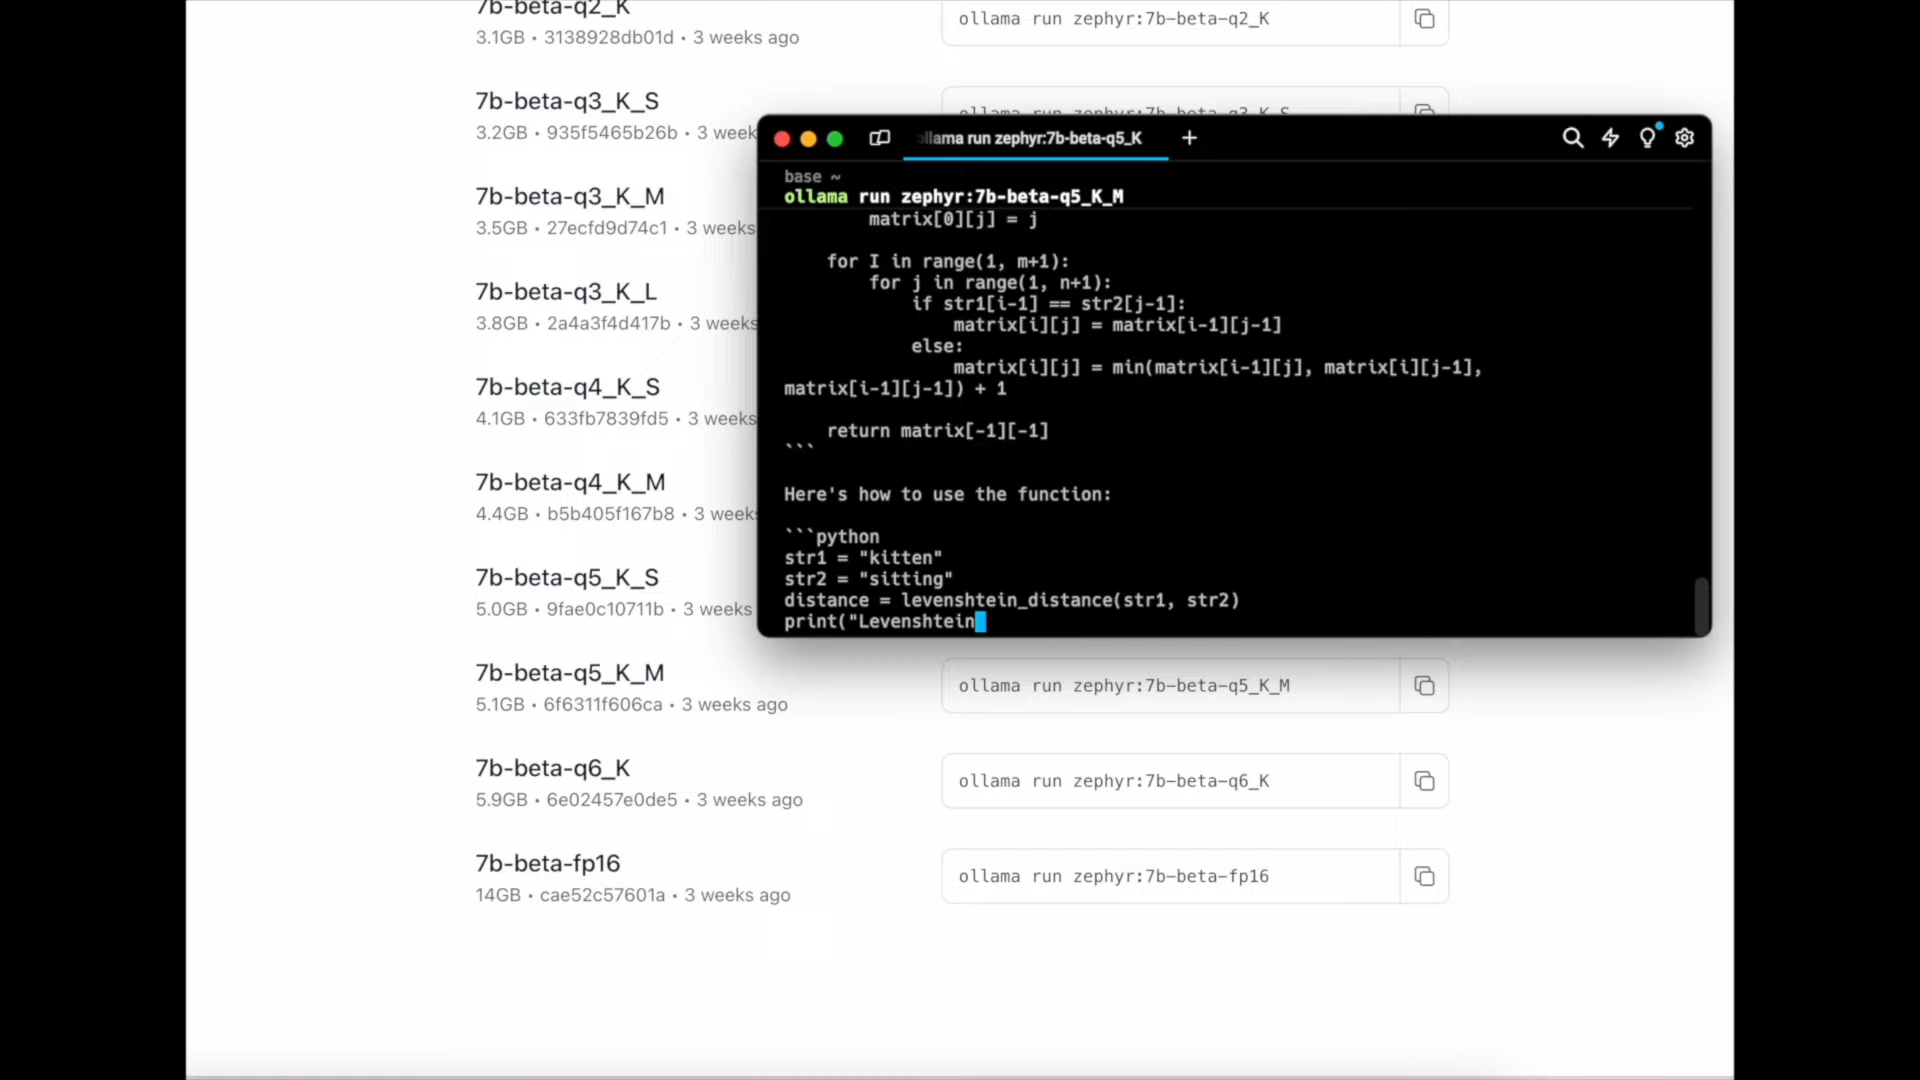 7b-beta-q2_K
3.1GB • 3138928db01d • 3 weeks ago
ollama run zephyr:7b-beta-q2_K
7b-beta-q3_K_S
3.2GB • 935f5465b26b • 3 week
ollama run zephyr:7b-beta-q3_K_S
7b-beta-q3_K_M
3.5GB • 27ecfd9d74c1 • 3 weeks
7b-beta-q3_K_L
3.8GB • 2a4a3f4d417b • 3 weeks
7b-beta-q4_K_S
4.1GB • 633fb7839fd5 • 3 weeks
7b-beta-q4_K_M
4.4GB • b5b405f167b8 • 3 week
7b-beta-q5_K_S
5.0GB • 9fae0c10711b • 3 weeks
ollama run zephyr:7b-beta-q5_K
base ~
ollama run zephyr:7b-beta-q5_K_M
matrix[0][j] = j
for I in range(1, m+1):
for j in range(1, n+1):
if str1[i-1] == str2[j-1]:
matrix[i][j] = matrix[i-1][j-1]
else:
matrix[i][j] = min(matrix[i-1][j], matrix[i][j-1],
matrix[i-1][j-1]) + 1
return matrix[-1][-1]
```
Here's how to use the function:
```python
str1 = "kitten"
str2 = "sitting"
distance = levenshtein_distance(str1, str2)
print("Levenshtein
7b-beta-q5_K_M
5.1GB • 6f6311f606ca • 3 weeks ago
ollama run zephyr:7b-beta-q5_K_M
7b-beta-q6_K
5.9GB • 6e02457e0de5 • 3 weeks ago
ollama run zephyr:7b-beta-q6_K
7b-beta-fp16
14GB • cae52c57601a • 3 weeks ago
ollama run zephyr:7b-beta-fp16